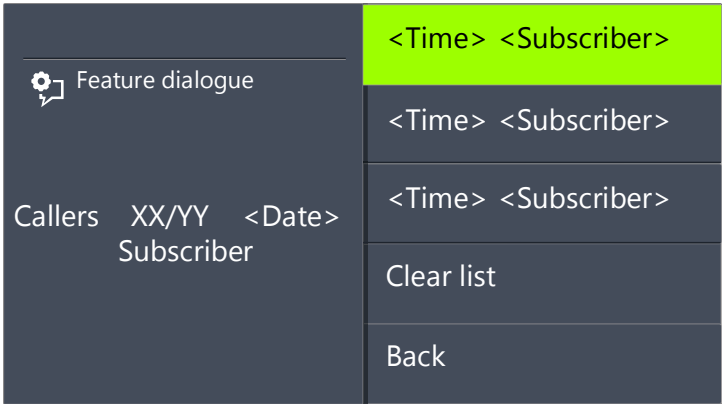 Feature dialogue
Callers XX/YY <Date>
Subscriber
<Time> <Subscriber>
<Time> <Subscriber>
<Time> <Subscriber>
Clear list
Back